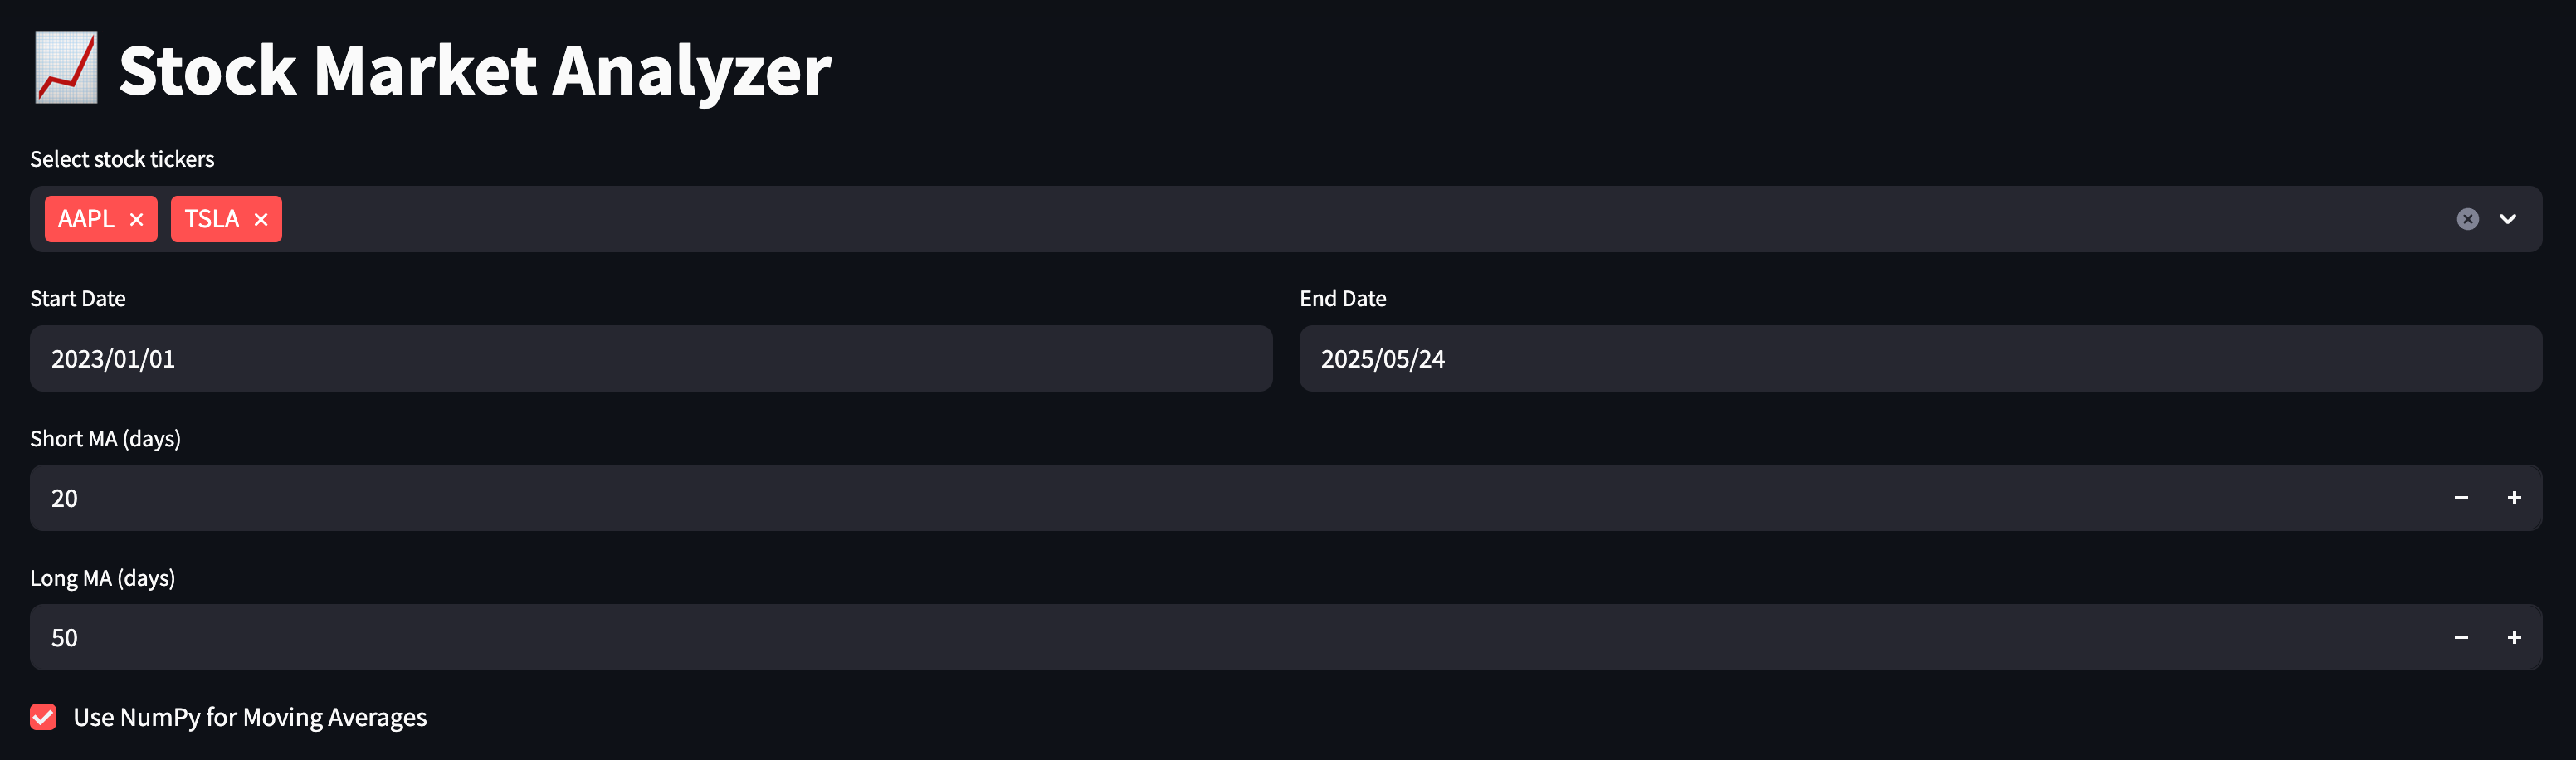 Stock Market Analyzer
Select stock tickers
AAPL TSLA
Start Date End Date
2023/01/01 2025/05/24
Short MA (days)
20
Long MA (days)
50
Use NumPy for Moving Averages